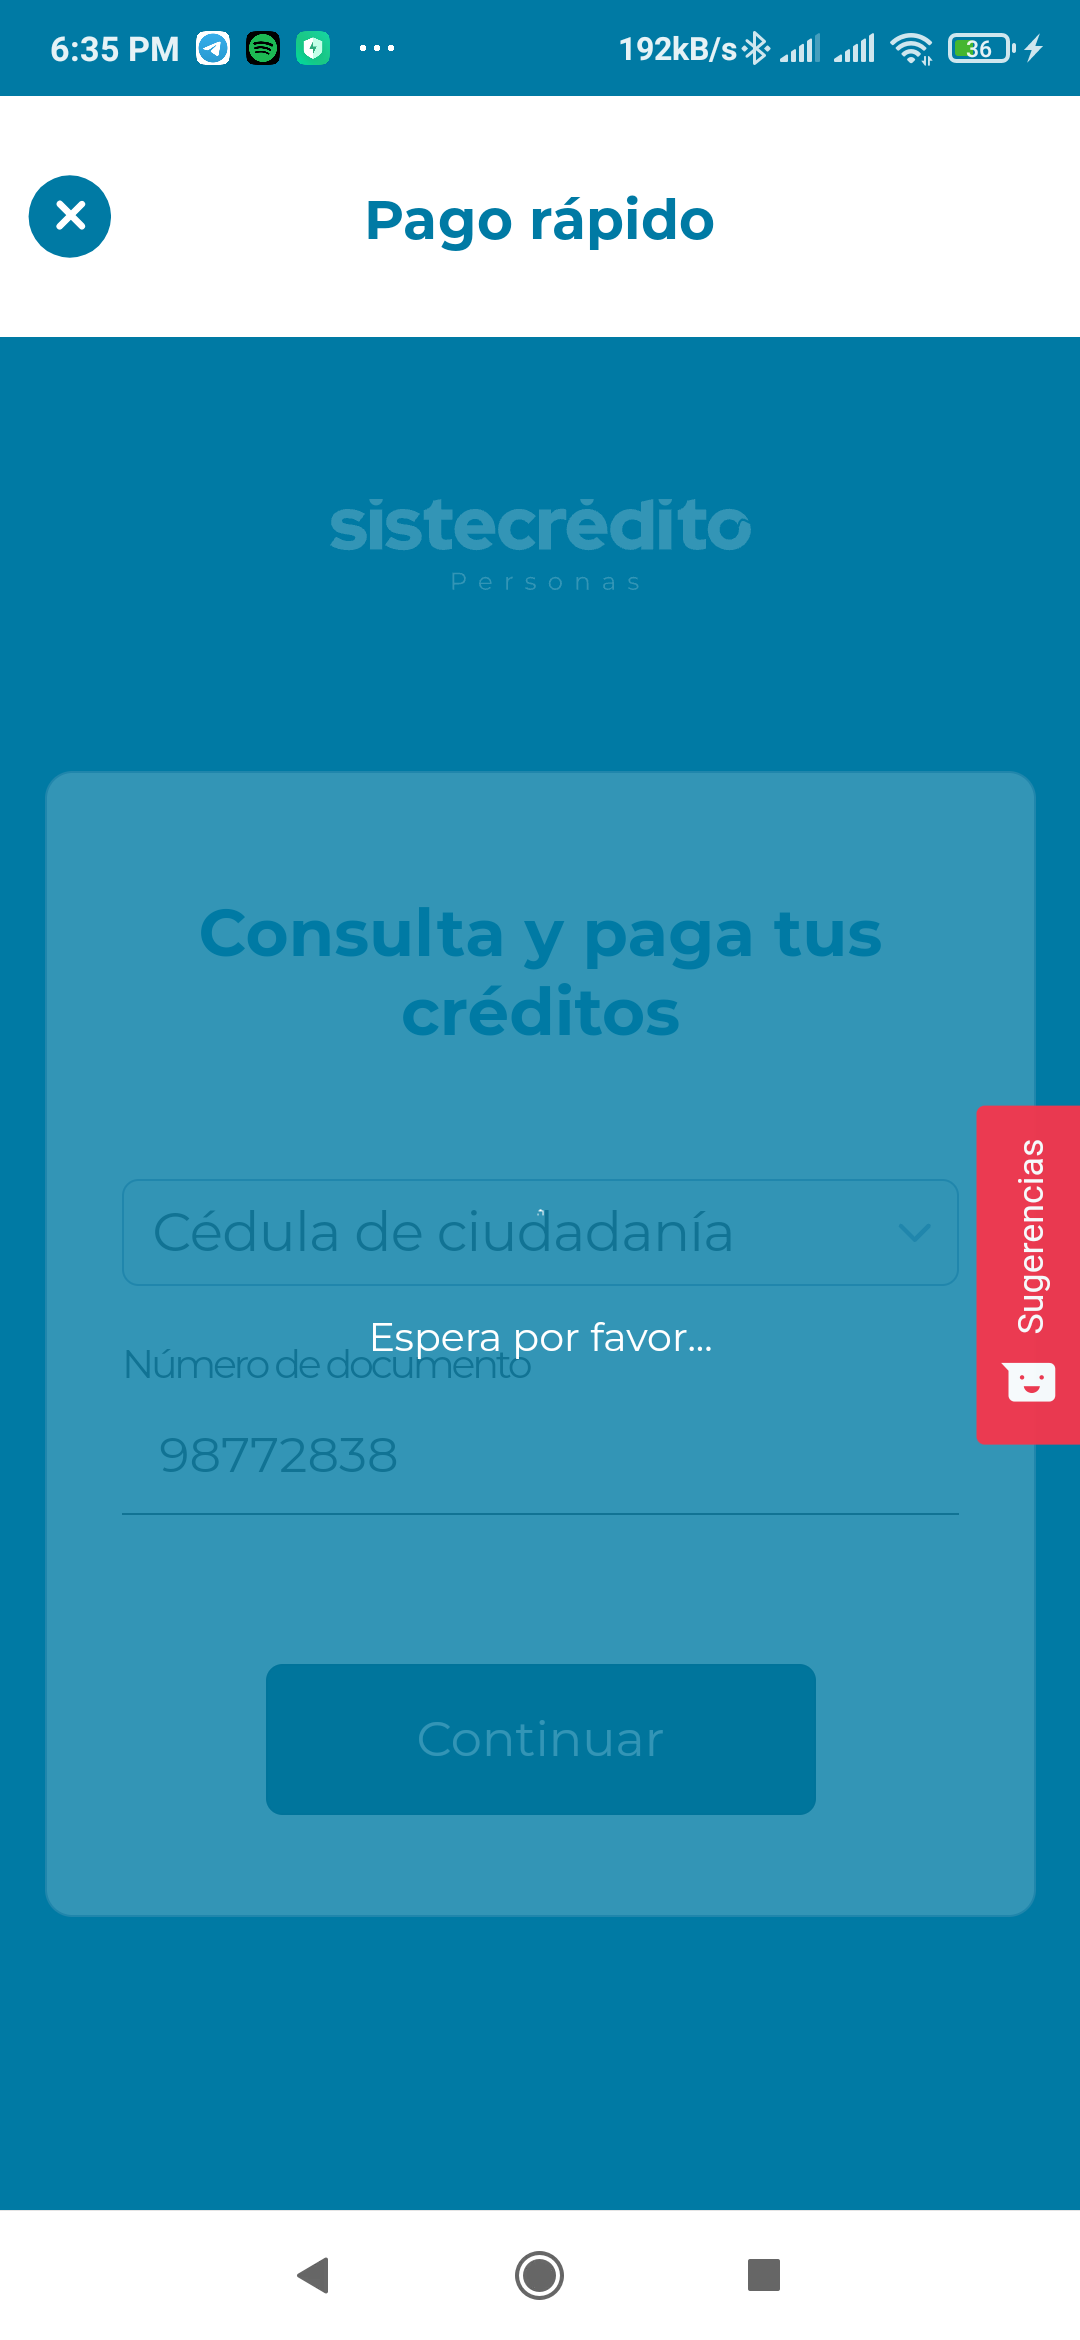 6:35 PM
192kB/s
36
Pago rápido
sistecrédito
Personas
Consulta y paga tus
créditos
Cédula de ciudadanía
Espera por favor...
Número de documento
98772838
Continuar
Sugerencias